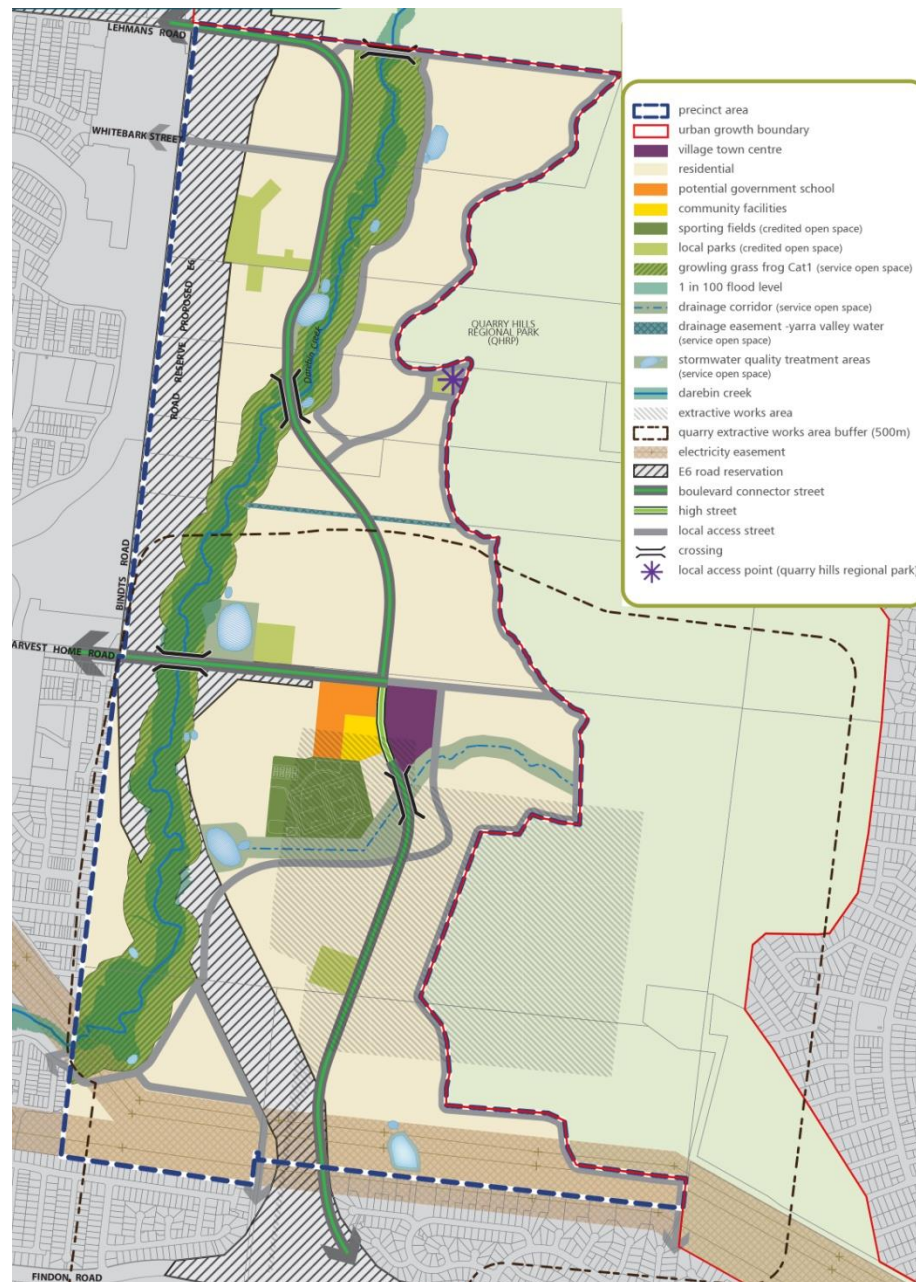 LEHMANS ROAD
WHITEBARK STREET
ROAD RESERVE PROPOSED E6
Darebin Creek
QUARRY HILLS
REGIONAL PARK
(QHRP)
BINDTS ROAD
ARVEST HOME ROAD
FINDON ROAD
precinct area
urban growth boundary
village town centre
residential
potential government school
community facilities
sporting fields (credited open space)
local parks (credited open space)
growling grass frog Cat1 (service open space)
1 in 100 flood level
drainage corridor (service open space)
drainage easement -yarra valley water
(service open space)
stormwater quality treatment areas
(service open space)
darebin creek
extractive works area
quarry extractive works area buffer (500m)
electricity easement
E6 road reservation
boulevard connector street
high street
local access street
crossing
local access point (quarry hills regional park)